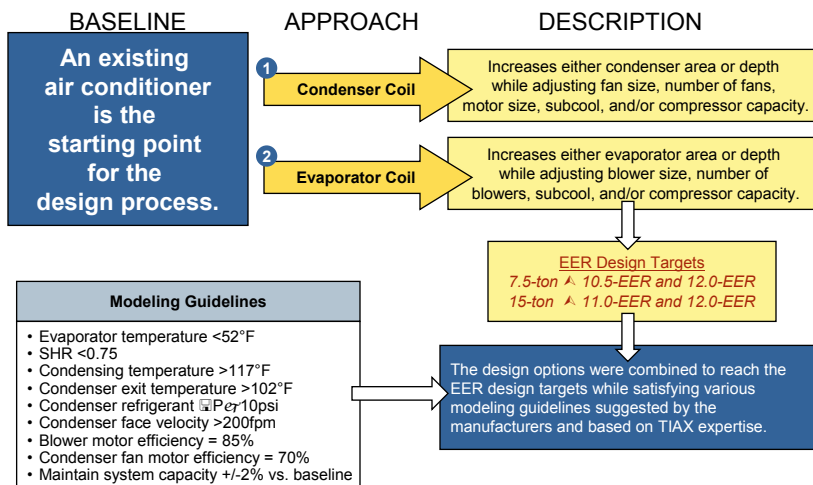 BASELINE
APPROACH
DESCRIPTION
An existing
air conditioner
is the
starting point
for the
design process.
1
Condenser Coil
Increases either condenser area or depth
while adjusting fan size, number of fans,
motor size, subcool, and/or compressor capacity.
2
Evaporator Coil
Increases either evaporator area or depth
while adjusting blower size, number of
blowers, subcool, and/or compressor capacity.
EER Design Targets
7.5-ton 10.5-EER and 12.0-EER
15-ton 11.0-EER and 12.0-EER
Modeling Guidelines
• Evaporator temperature <52°F
• SHR <0.75
• Condensing temperature >117°F
• Condenser exit temperature >102°F
• Condenser refrigerant P 10psi
• Condenser face velocity >200fpm
• Blower motor efficiency = 85%
• Condenser fan motor efficiency = 70%
• Maintain system capacity +/-2% vs. baseline
The design options were combined to reach the
EER design targets while satisfying various
modeling guidelines suggested by the
manufacturers and based on TIAX expertise.